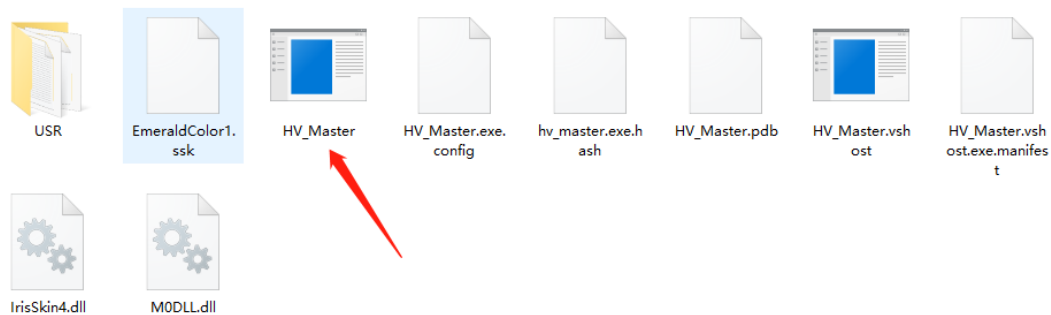 USR
EmeraldColor1.
ssk
HV_Master
HV_Master.exe.
config
hv_master.exe.h
ash
HV_Master.pdb
HV_Master.vsh
ost
HV_Master.vsh
ost.exe.manifes
t
IrisSkin4.dll
M0DLL.dll